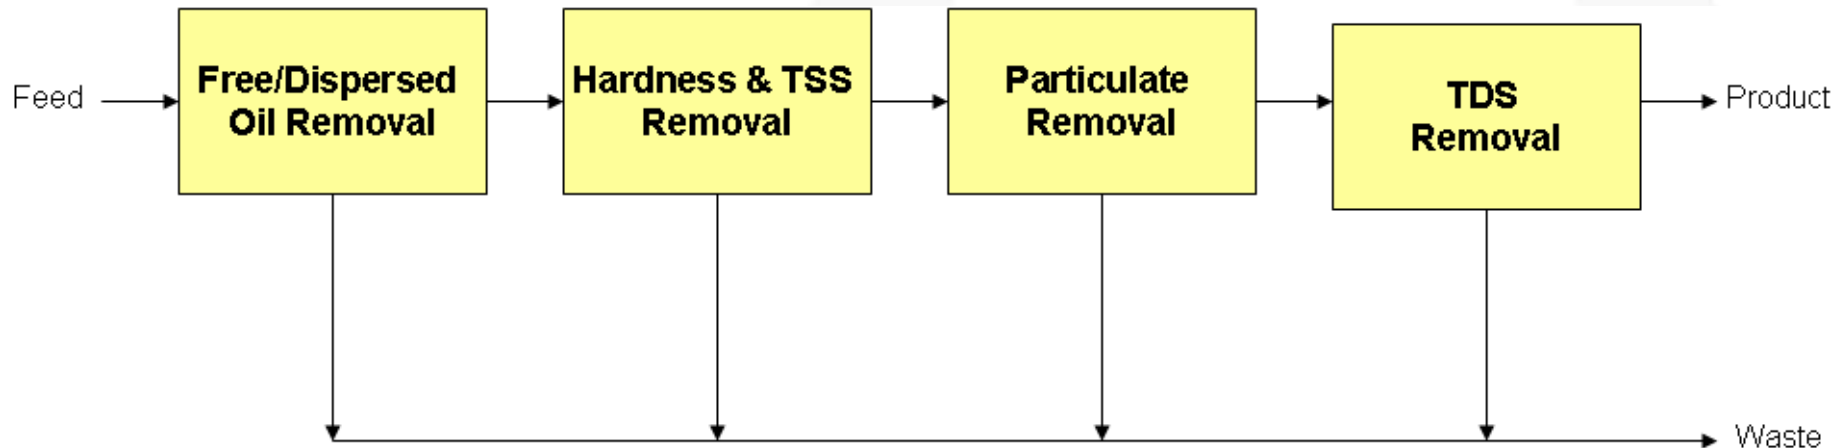 Feed
Free/Dispersed
Oil Removal
Hardness & TSS
Removal
Particulate
Removal
TDS
Removal
Product
Waste